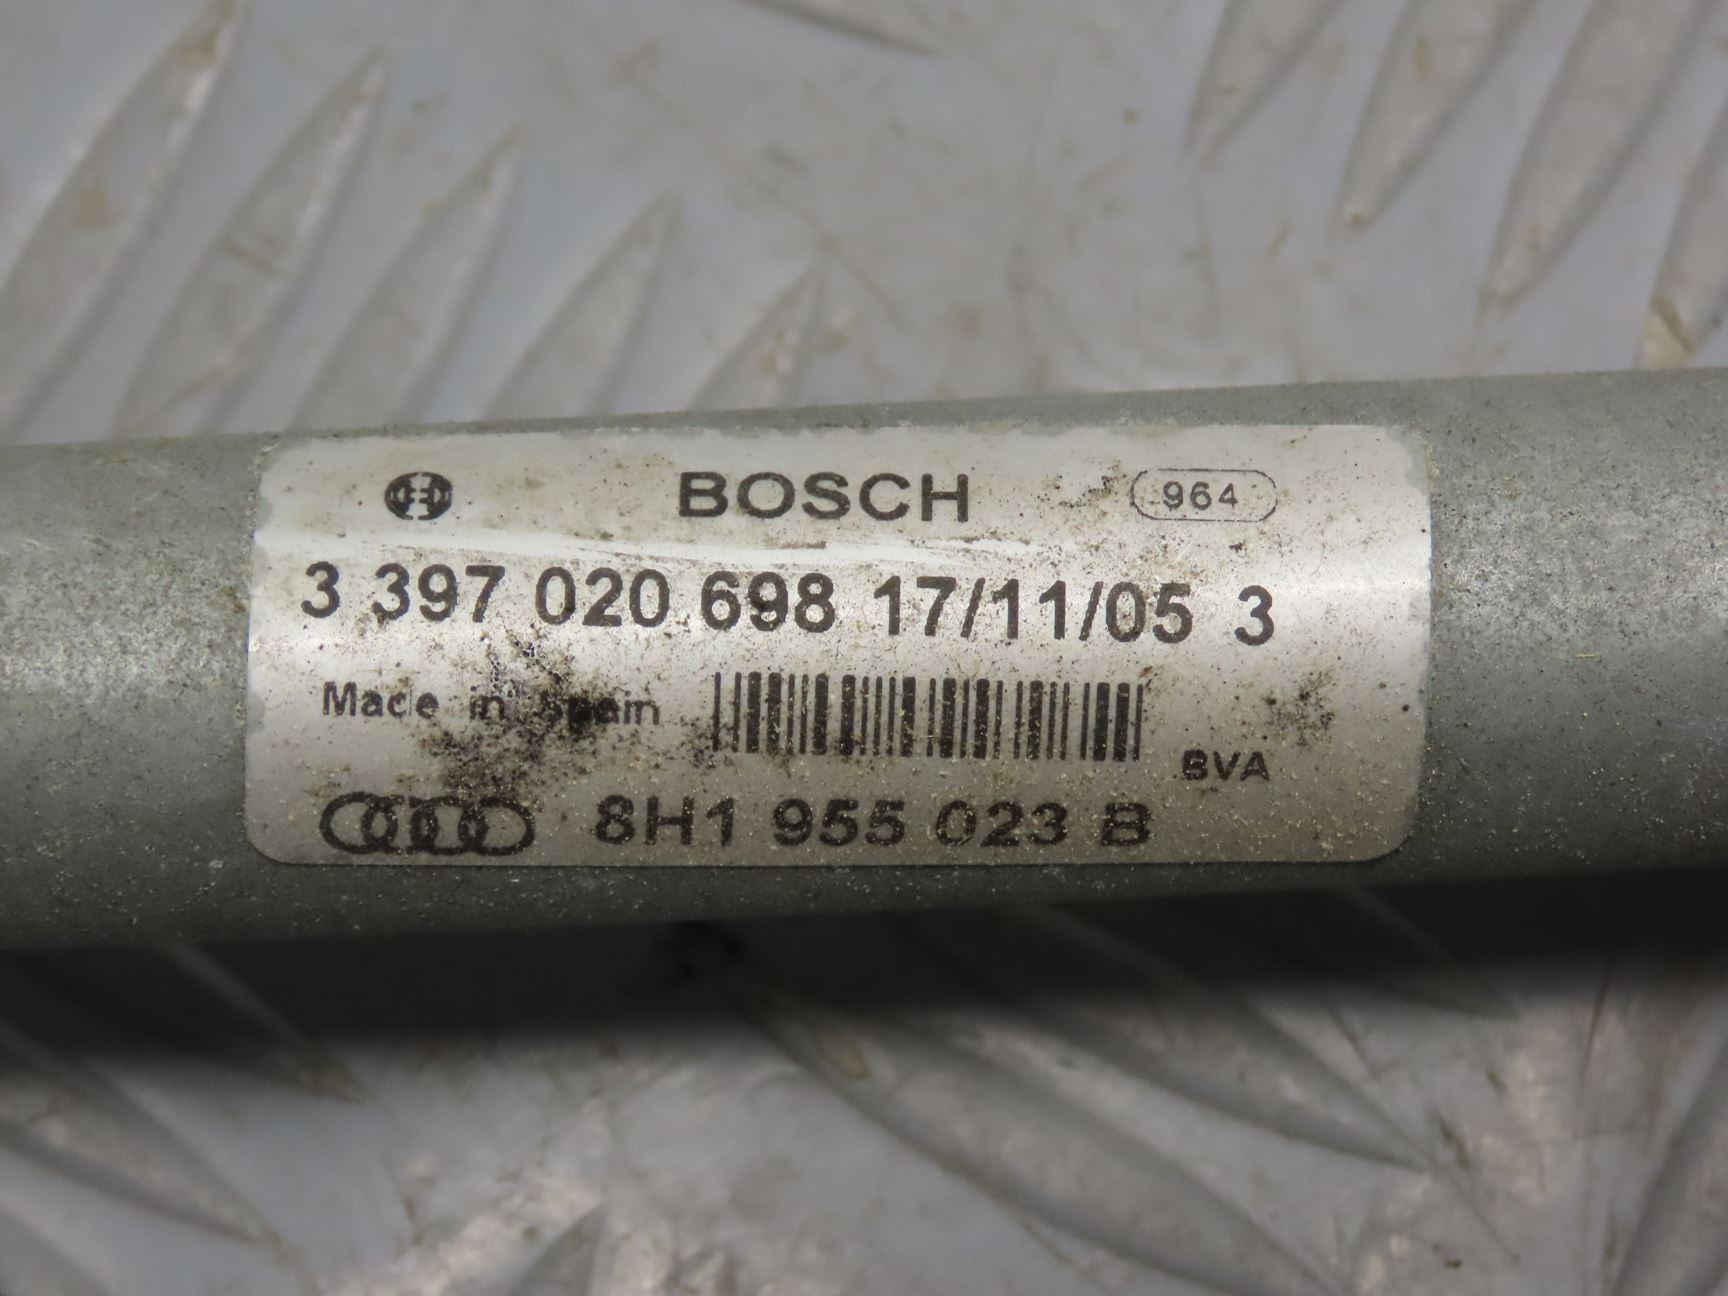 BOSCH 964
3 397 020 698 17/11/05 3
Made in Spain
BVA
8H1 955 023 B